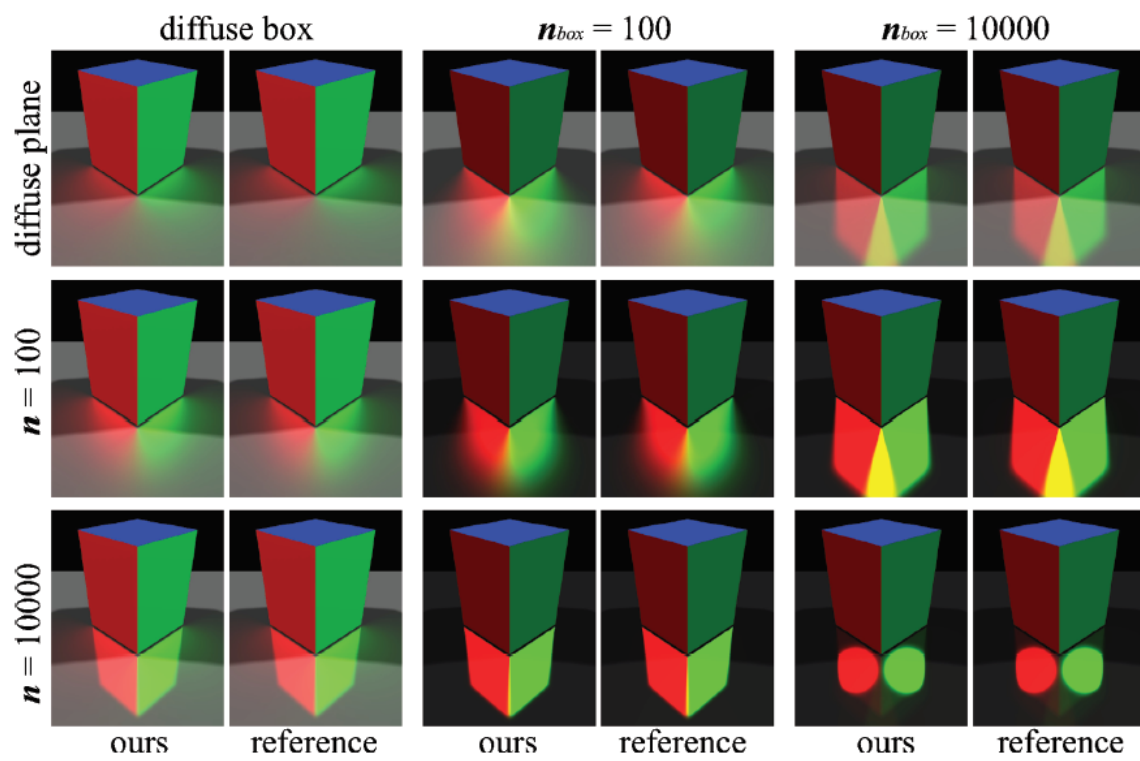 diffuse box
n_box = 100
n_box = 10000
diffuse plane
n = 100
n = 10000
ours
reference
ours
reference
ours
reference